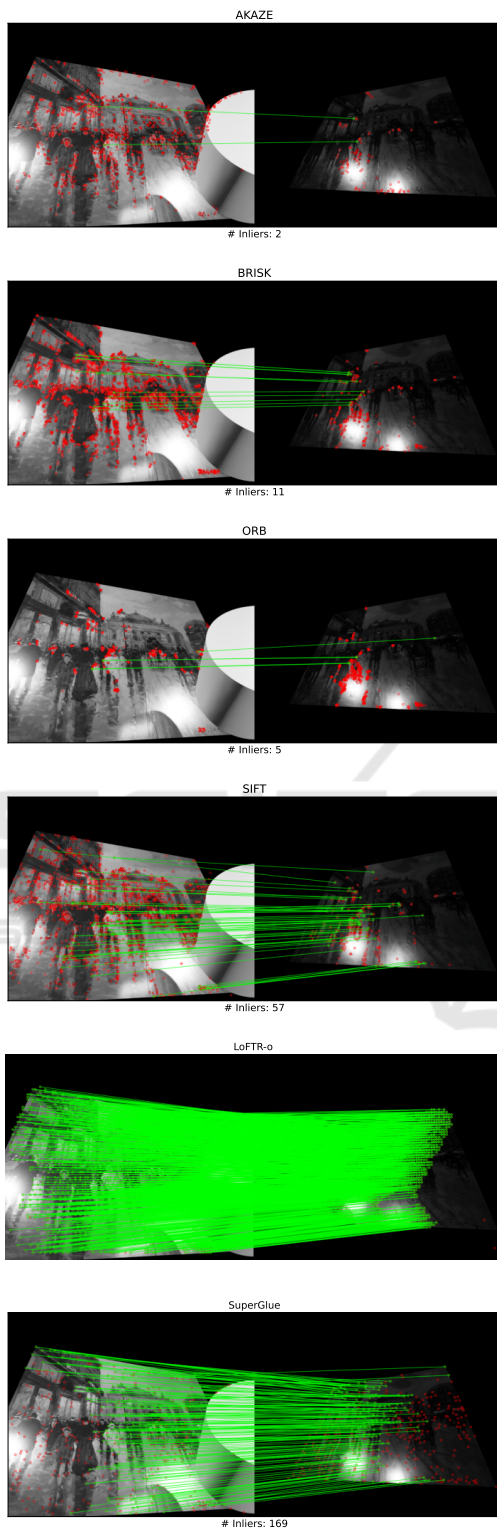 AKAZE
# Inliers: 2
BRISK
# Inliers: 11
ORB
# Inliers: 5
SIFT
# Inliers: 57
LoFTR-o
SuperGlue
# Inliers: 169